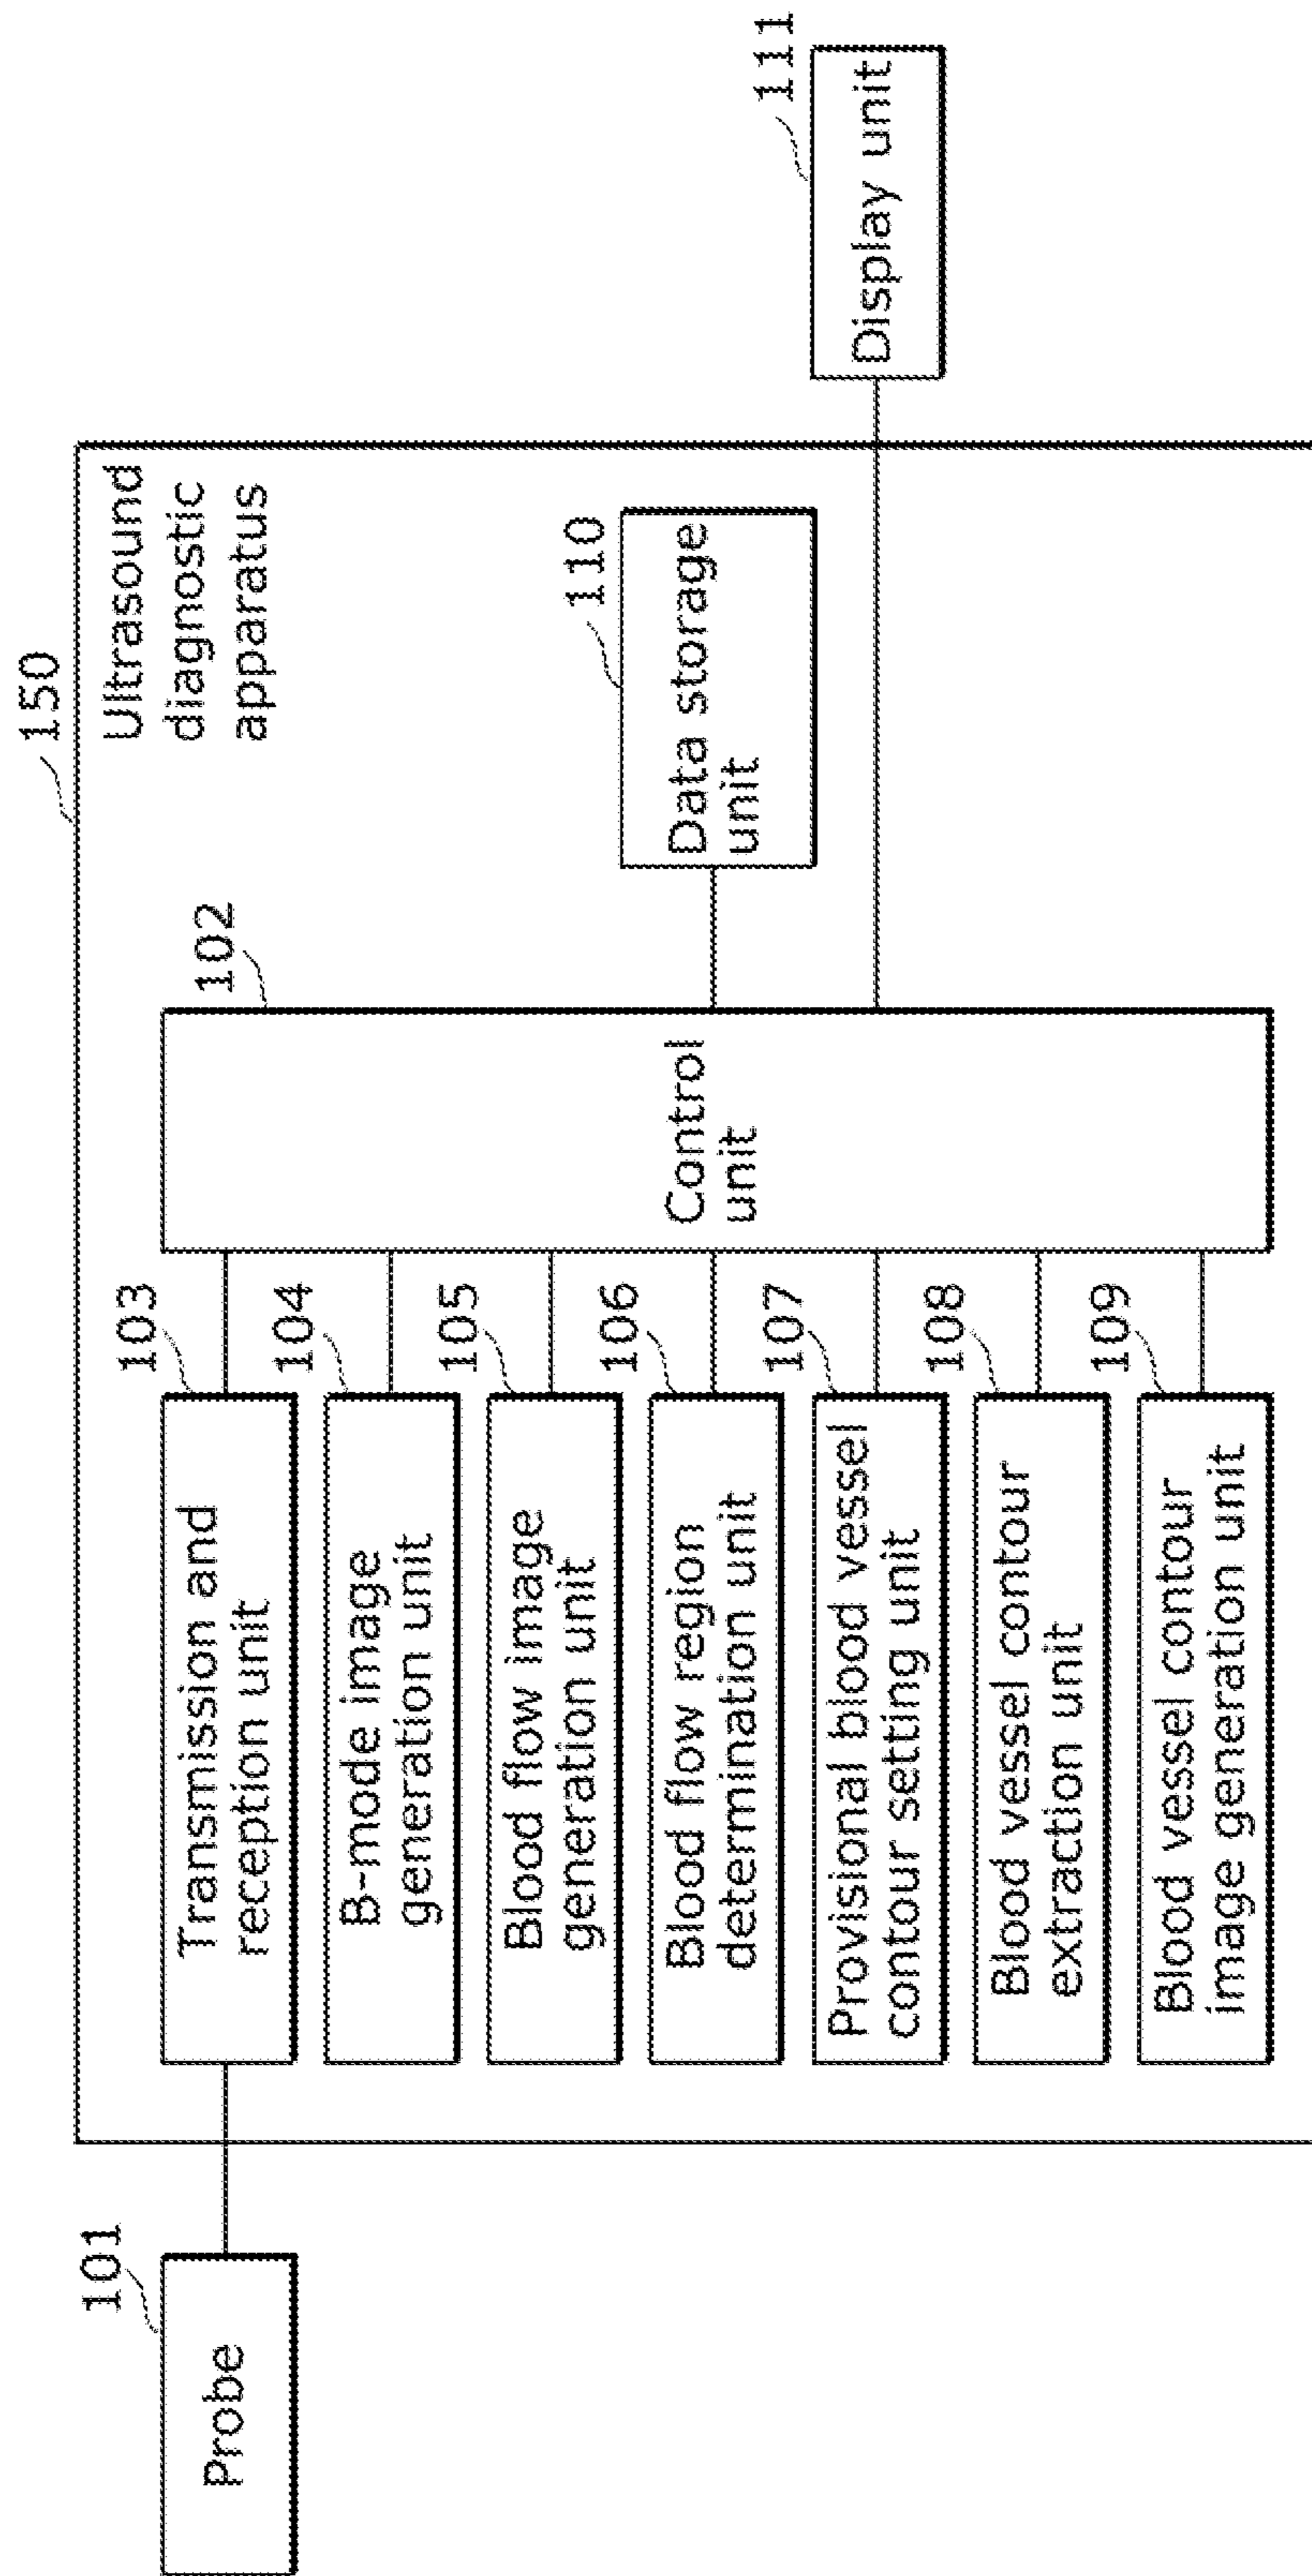 150
Ultrasound
diagnostic
apparatus
101
Probe
103
Transmission and
reception unit
104
B-mode image
generation unit
105
Blood flow image
generation unit
106
Blood flow region
determination unit
107
Provisional blood vessel
contour setting unit
108
Blood vessel contour
extraction unit
109
Blood vessel contour
image generation unit
102
Control
unit
110
Data storage
unit
111
Display unit